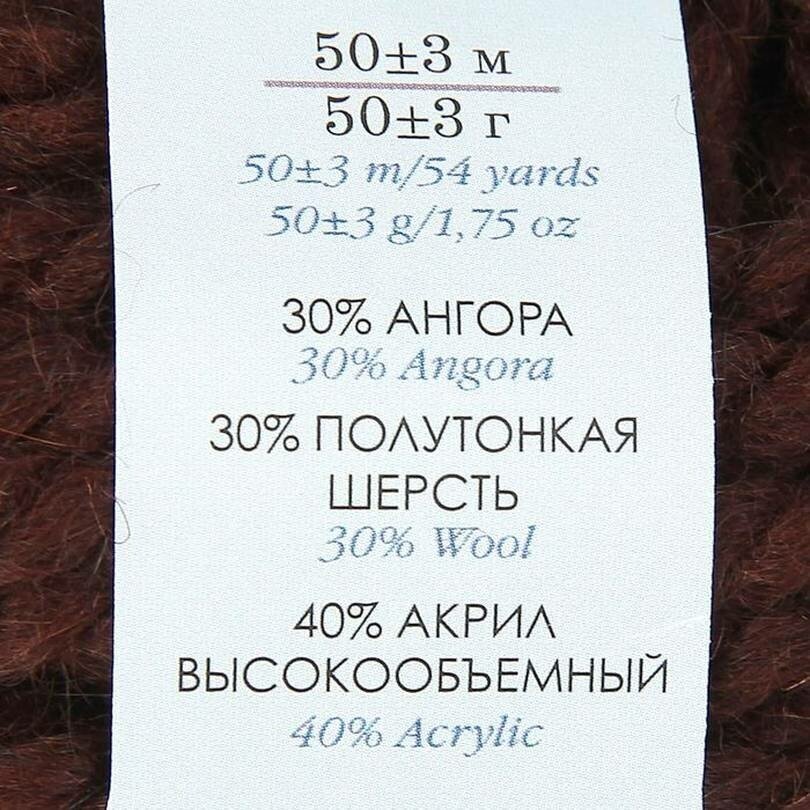 50±3 м
50±3 г
50±3 m/54 yards
50±3 g/1,75 oz
30% АНГОРА
30% Angora
30% ПОЛУТОНКАЯ
ШЕРСТЬ
30% Wool
40% АКРИЛ
ВЫСОКООБЪЕМНЫЙ
40% Acrylic